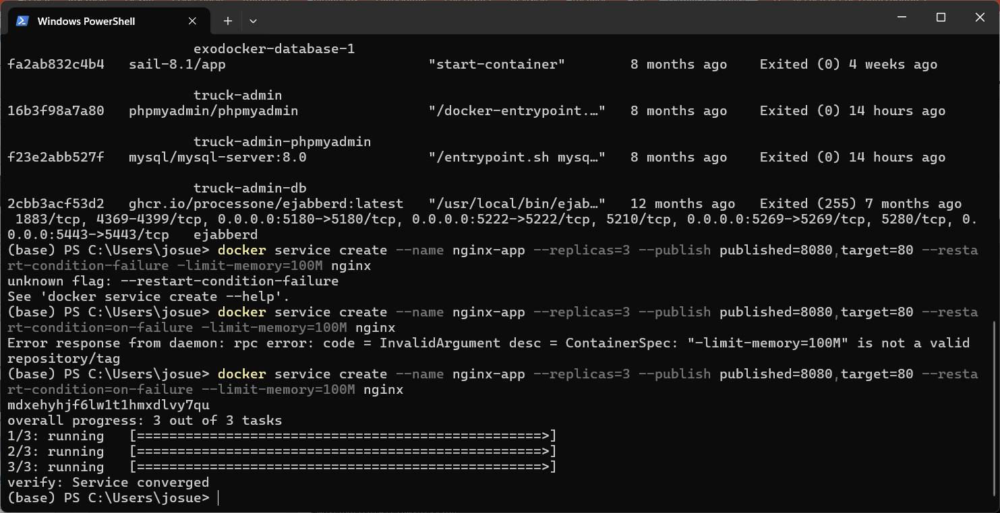 Windows PowerShell
exodocker-database-1
fa2ab832c4b4   sail-8.1/app                         "start-container"        8 months ago    Exited (0) 4 weeks ago
truck-admin
16b3f98a7a80   phpmyadmin/phpmyadmin                "/docker-entrypoint.…"   8 months ago    Exited (0) 14 hours ago
truck-admin-phpmyadmin
f23e2abb527f   mysql/mysql-server:8.0               "/entrypoint.sh mysq…"   8 months ago    Exited (0) 14 hours ago
truck-admin-db
2cbb3acf53d2   ghcr.io/processone/ejabberd:latest   "/usr/local/bin/ejab…"   12 months ago   Exited (255) 7 months ago
1883/tcp, 4369-4399/tcp, 0.0.0.0:5180->5180/tcp, 0.0.0.0:5222->5222/tcp, 5210/tcp, 0.0.0.0:5269->5269/tcp, 5280/tcp, 0.
0.0.0:5443->5443/tcp   ejabberd
(base) PS C:\Users\josue> docker service create --name nginx-app --replicas=3 --publish published=8080,target=80 --resta
rt-condition-failure -limit-memory=100M nginx
unknown flag: --restart-condition-failure
See 'docker service create --help'.
(base) PS C:\Users\josue> docker service create --name nginx-app --replicas=3 --publish published=8080,target=80 --resta
rt-condition=on-failure -limit-memory=100M nginx
Error response from daemon: rpc error: code = InvalidArgument desc = ContainerSpec: "-limit-memory=100M" is not a valid
repository/tag
(base) PS C:\Users\josue> docker service create --name nginx-app --replicas=3 --publish published=8080,target=80 --resta
rt-condition=on-failure --limit-memory=100M nginx
mdxehyhjf6lw1t1hmxdlvy7qu
overall progress: 3 out of 3 tasks
1/3: running   [==================================================>]
2/3: running   [==================================================>]
3/3: running   [==================================================>]
verify: Service converged
(base) PS C:\Users\josue>